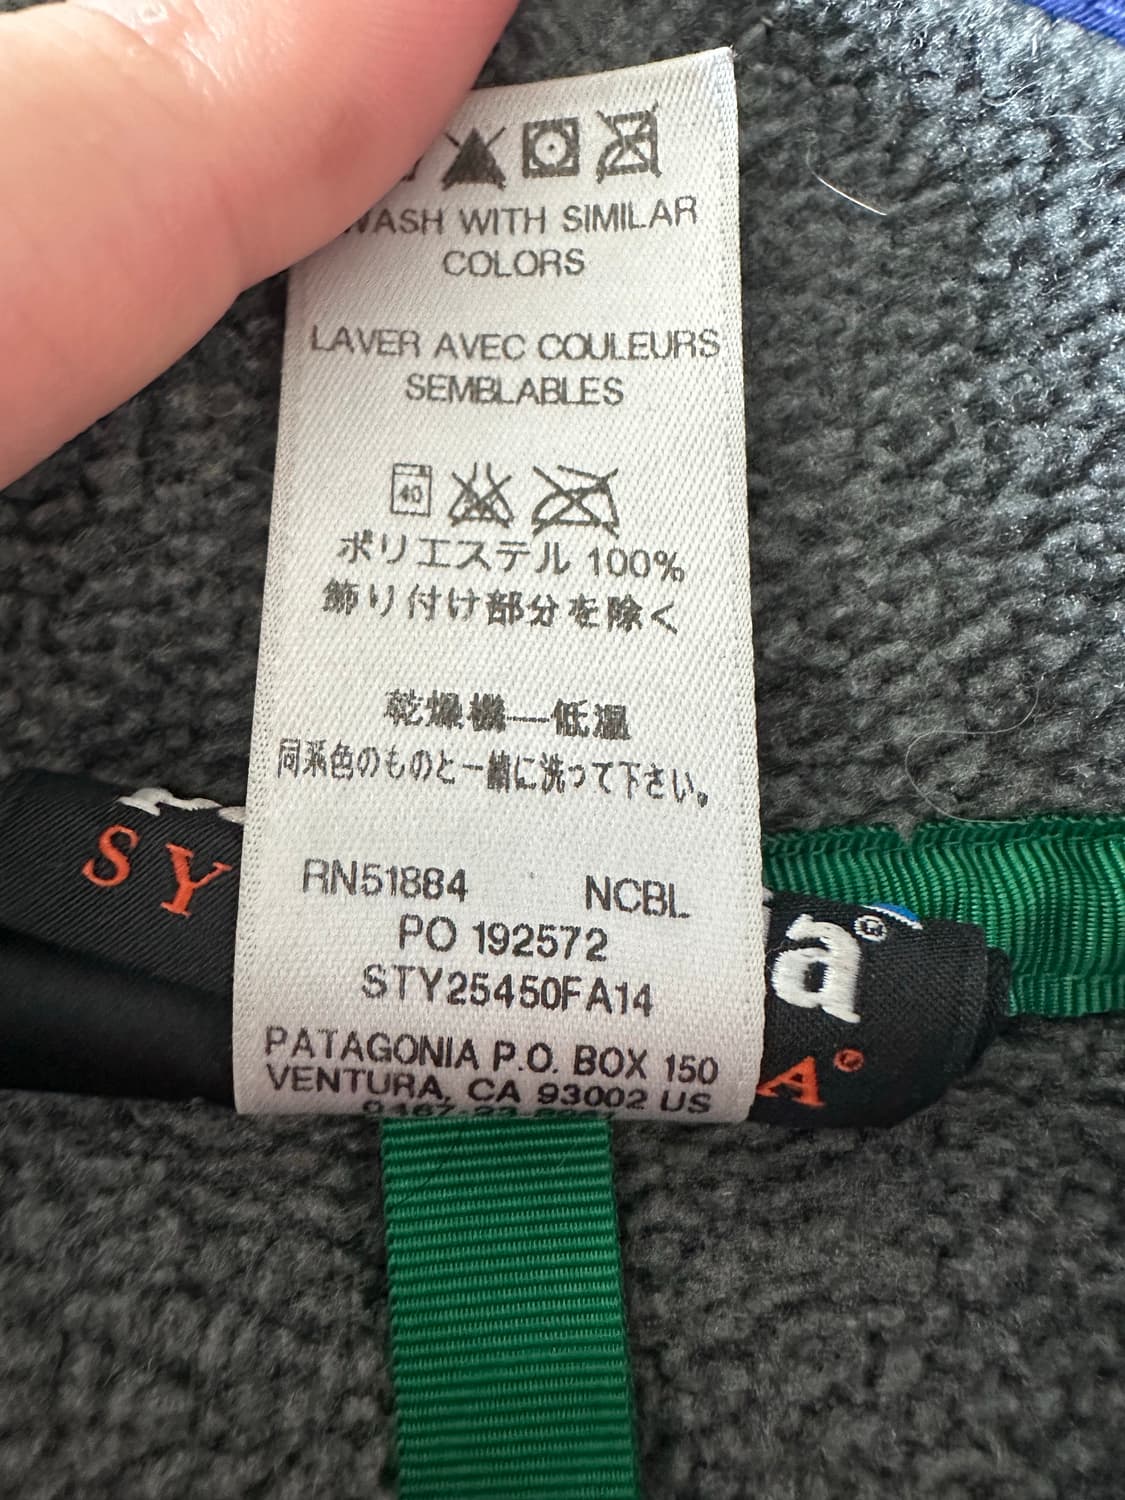 WASH WITH SIMILAR
COLORS
LAVER AVEC COULEURS
SEMBLABLES
40
ポリエステル 100%
飾り付け部分を除く
乾燥機—低温
同系色のものと一緒に洗って下さい。
RN51884 NCBL
PO 192572
STY25450FA14
PATAGONIA P.O. BOX 150
VENTURA, CA 93002 US
SY
a®
A®